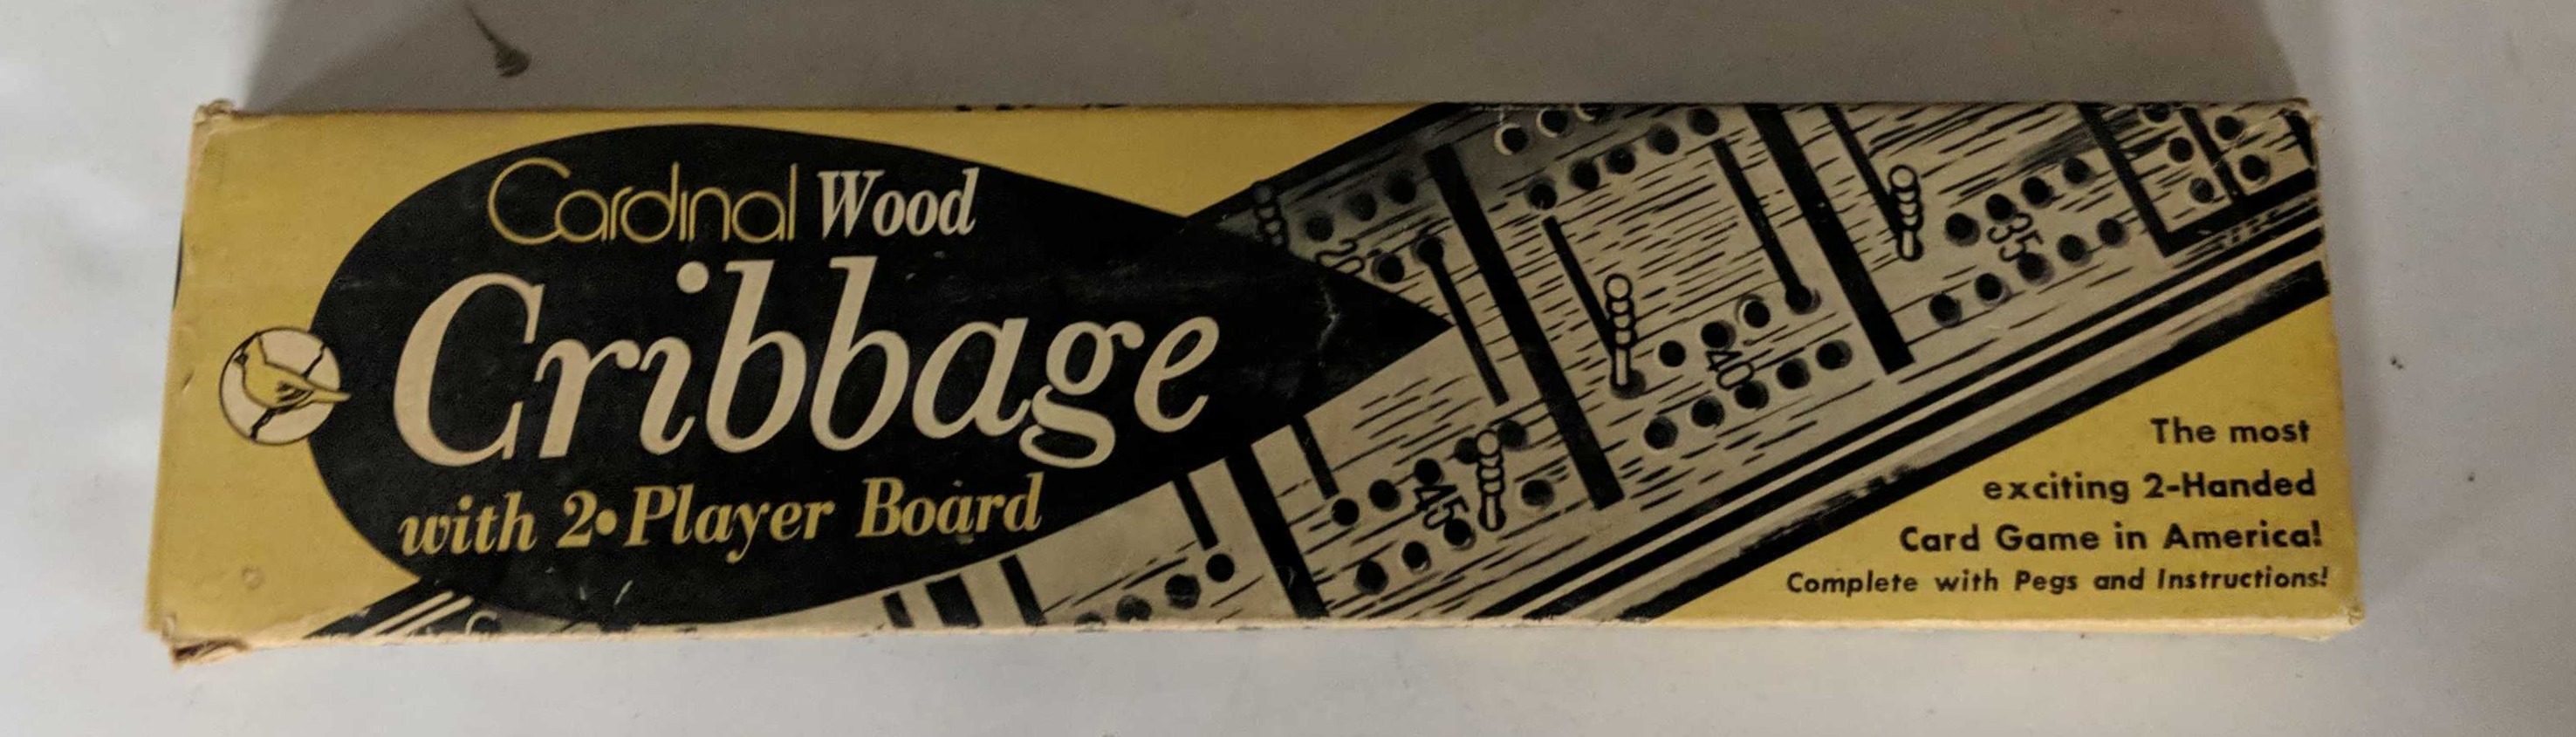 Cardinal Wood
Cribbage
with 2•Player Board
20
35
40
45
The most
exciting 2-Handed
Card Game in America!
Complete with Pegs and Instructions!